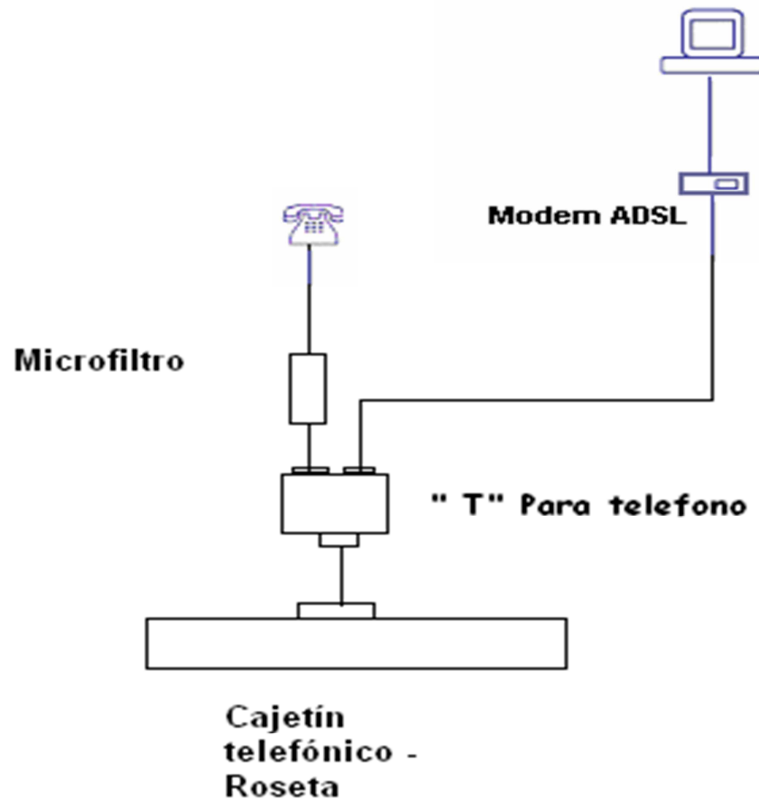 Modem ADSL
Microfiltro
" T" Para telefono
Cajetín
telefónico -
Roseta